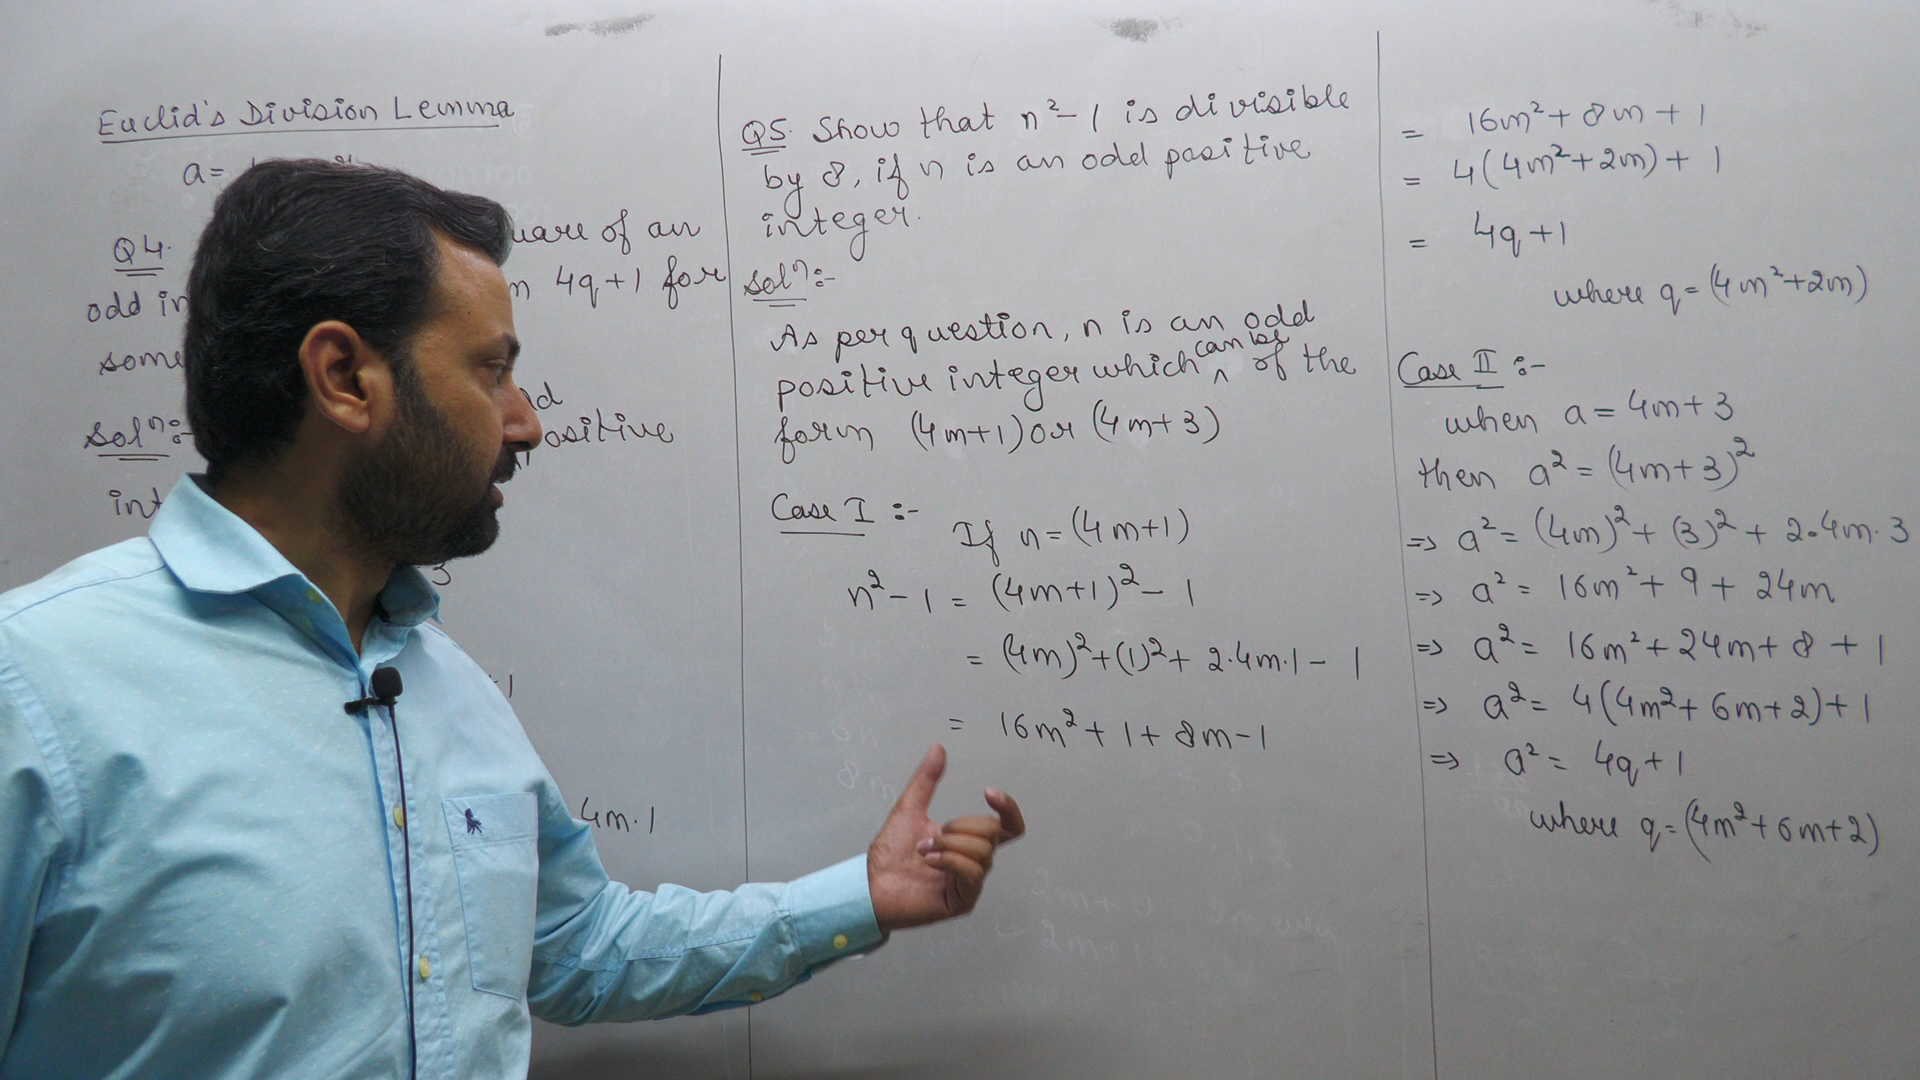 Euclid's Division Lemma
a=
Q4. uare of an
odd in 4q+1 for
some
Solⁿ:- ositive
int
3
4m.1
Q5. Show that n²-1 is divisible
by 8, if n is an odd positive
integer.
Solⁿ:-
As per question, n is an odd
positive integer which can be of the
form (4m+1) or (4m+3)
Case I :-
If n=(4m+1)
n²-1 = (4m+1)²-1
= (4m)²+(1)²+2.4m.1-1
= 16m²+1+8m-1
= 16m²+8m+1
= 4(4m²+2m)+1
= 4q+1
where q=(4m²+2m)
Case II :-
when a=4m+3
then a²=(4m+3)²
=> a²=(4m)²+(3)²+2.4m.3
=> a²=16m²+9+24m
=> a²=16m²+24m+8+1
=> a²=4(4m²+6m+2)+1
=> a²=4q+1
where q=(4m²+6m+2)